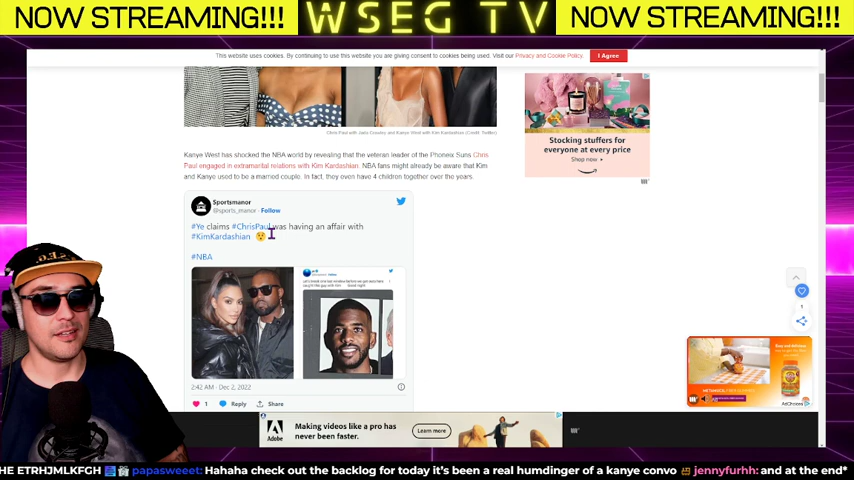 NOW STREAMING!!! WSEG TV NOW STREAMING!!!
This website uses cookies. By continuing to use this website you are giving consent to cookies being used. Visit our Privacy and Cookie Policy. I Agree
Kanye West has shocked the NBA world by revealing that the veteran leader of the Phoneix Suns Chris
Paul engaged in extramarital relations with Kim Kardashian. NBA fans might already be aware that Kim
and Kanye used to be a married couple. In fact, they even have 4 children together over the years.
Stocking stuffers for
everyone at every price
Shop now
Sportsmanor
@sports_manor · Follow
#Ye claims #ChrisPaul was having an affair with
#KimKardashian
#NBA
2:42 AM · Dec 2, 2022
1 Reply Share
1
AdChoices
Adobe
Making videos like a pro has
never been faster.
Learn more
HE ETRHJMLKFGH papasweeet: Hahaha check out the backlog for today it's been a real humdinger of a kanye convo jennyfurhh: and at the end*